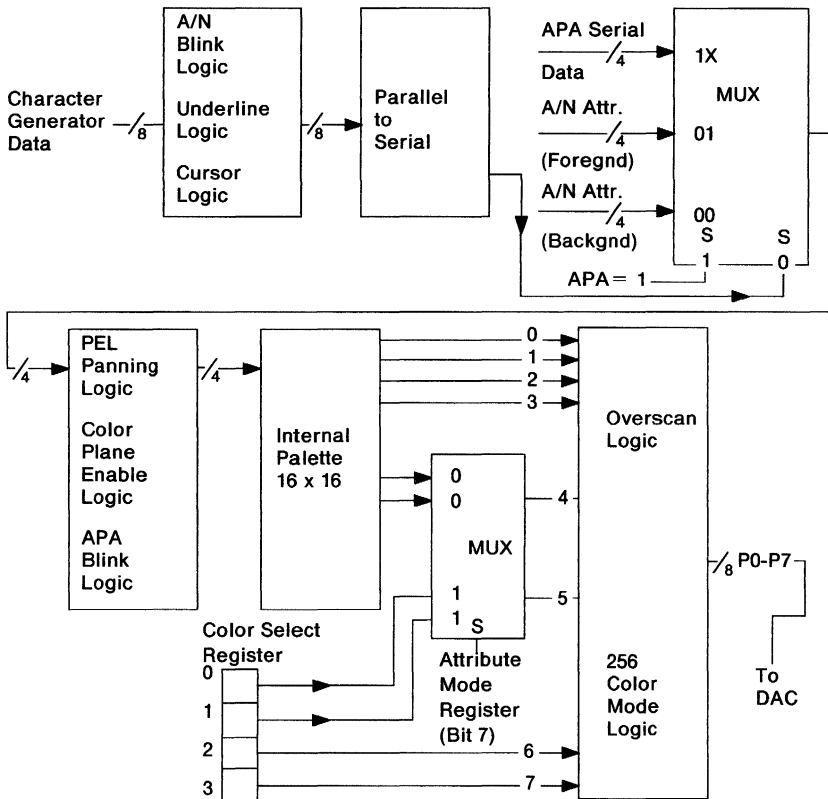 A/N
Blink
Logic
Underline
Logic
Cursor
Logic
Character
Generator
Data
8
8
Parallel
to
Serial
APA Serial
Data
4
A/N Attr.
(Foregnd)
4
A/N Attr.
(Backgnd)
4
1X
MUX
01
00
S
1
S
0
APA = 1
4
PEL
Panning
Logic
Color
Plane
Enable
Logic
APA
Blink
Logic
4
Internal
Palette
16 x 16
0
1
2
3
0
0
MUX
1
1
S
4
5
Overscan
Logic
256
Color
Mode
Logic
8 P0-P7
To
DAC
Color Select
Register
0
1
2
3
Attribute
Mode
Register
(Bit 7)
6
7